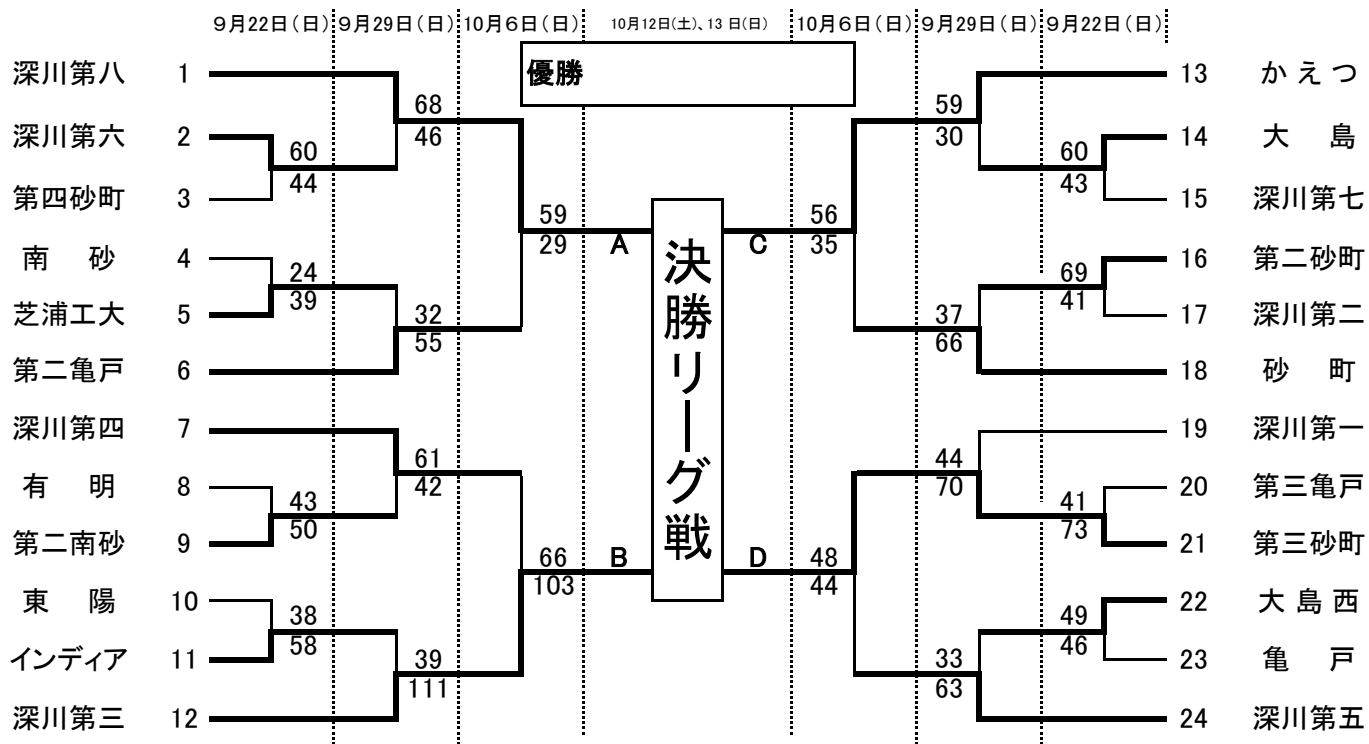 9月22日(日) 9月29日(日) 10月6日(日) 10月12日(土)、13日(日) 10月6日(日) 9月29日(日) 9月22日(日)
優勝
深川第八 1
深川第六 2
第四砂町 3
南 砂 4
芝浦工大 5
第二亀戸 6
深川第四 7
有 明 8
第二南砂 9
東 陽 10
インディア 11
深川第三 12
60
44
24
39
43
50
38
58
68
46
32
55
61
42
39
111
59
29
66
103
A
B
決勝リーグ戦
C
D
56
35
48
44
59
30
37
66
44
70
33
63
60
43
69
41
41
73
49
46
13 かえつ
14 大 島
15 深川第七
16 第二砂町
17 深川第二
18 砂 町
19 深川第一
20 第三亀戸
21 第三砂町
22 大島西
23 亀 戸
24 深川第五